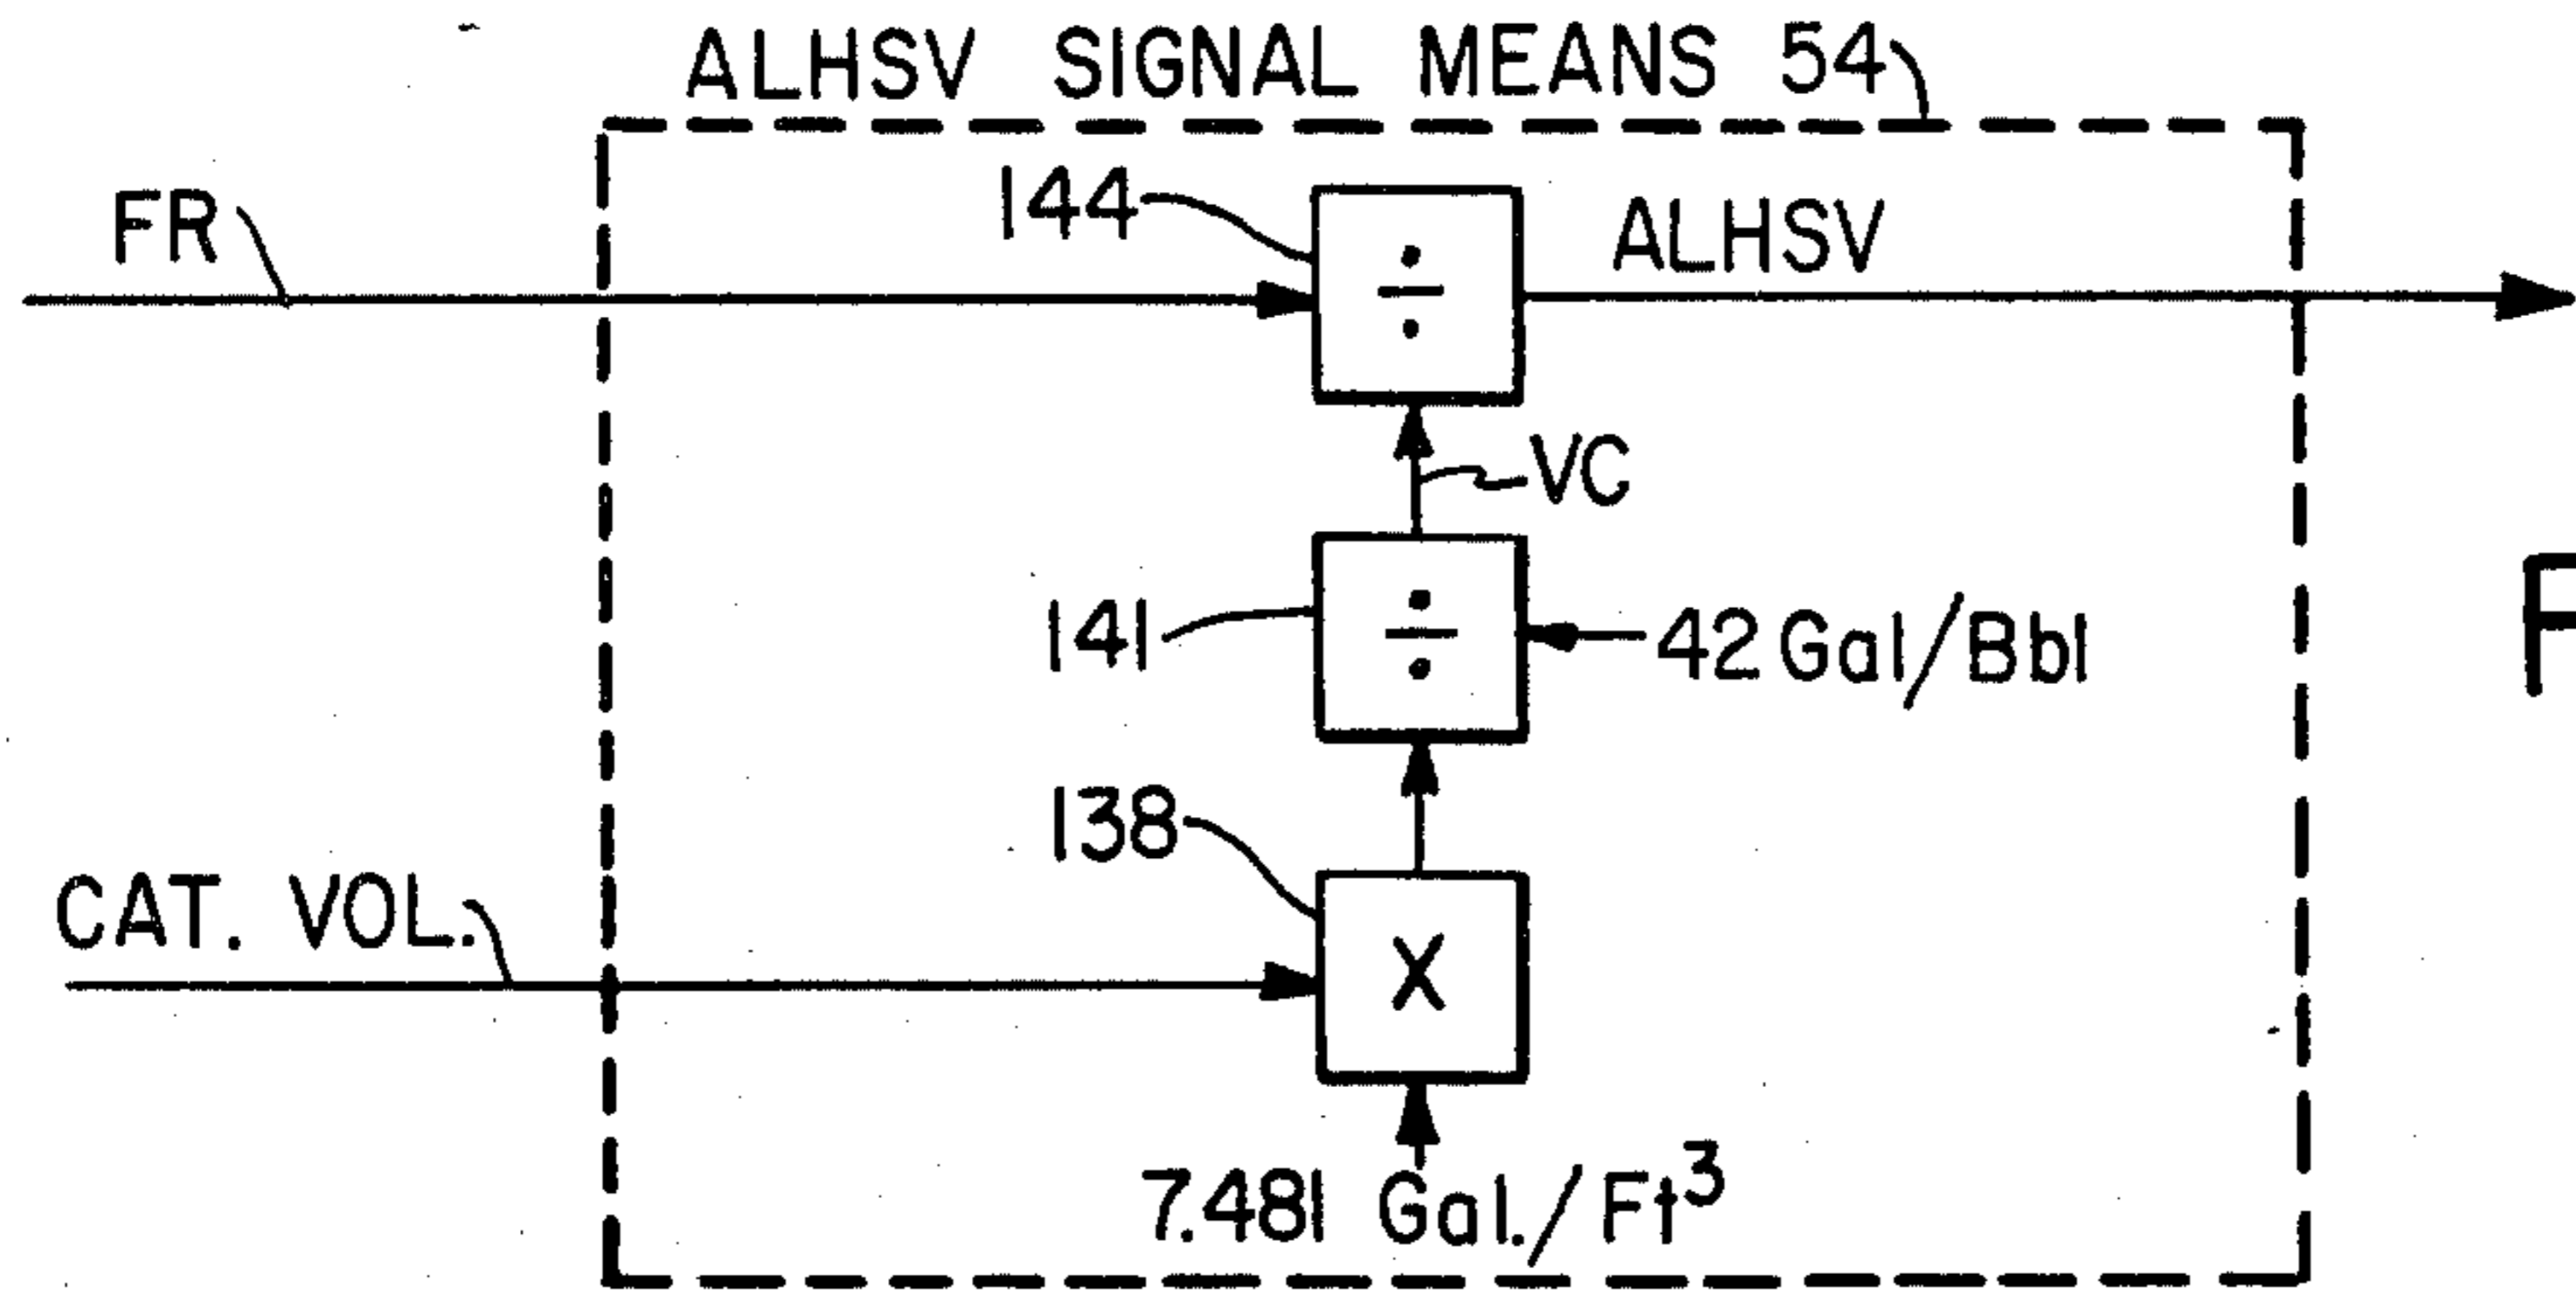 ALHSV SIGNAL MEANS 54
FR
144
÷
ALHSV
VC
141
÷
42 Gal/Bbl
F
138
CAT. VOL.
X
7.481 Gal./Ft³